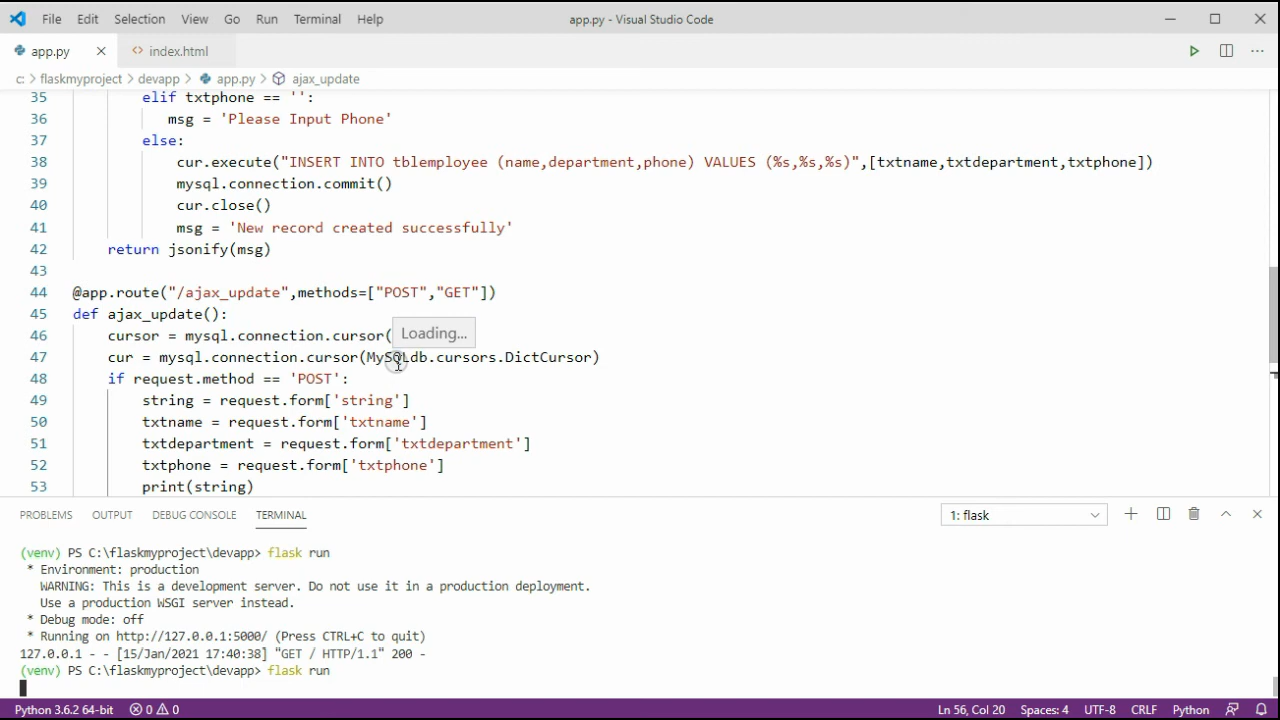 File Edit Selection View Go Run Terminal Help app.py - Visual Studio Code
app.py index.html
c: > flaskmyproject > devapp > app.py > ajax_update
35 elif txtphone == '':
36 msg = 'Please Input Phone'
37 else:
38 cur.execute("INSERT INTO tblemployee (name,department,phone) VALUES (%s,%s,%s)",[txtname,txtdepartment,txtphone])
39 mysql.connection.commit()
40 cur.close()
41 msg = 'New record created successfully'
42 return jsonify(msg)
43
44 @app.route("/ajax_update",methods=["POST","GET"])
45 def ajax_update():
46 cursor = mysql.connection.cursor(
Loading...
47 cur = mysql.connection.cursor(MySQLdb.cursors.DictCursor)
48 if request.method == 'POST':
49 string = request.form['string']
50 txtname = request.form['txtname']
51 txtdepartment = request.form['txtdepartment']
52 txtphone = request.form['txtphone']
53 print(string)
PROBLEMS OUTPUT DEBUG CONSOLE TERMINAL 1: flask
(venv) PS C:\flaskmyproject\devapp> flask run
* Environment: production
WARNING: This is a development server. Do not use it in a production deployment.
Use a production WSGI server instead.
* Debug mode: off
* Running on http://127.0.0.1:5000/ (Press CTRL+C to quit)
127.0.0.1 - - [15/Jan/2021 17:40:38] "GET / HTTP/1.1" 200 -
(venv) PS C:\flaskmyproject\devapp> flask run
Python 3.6.2 64-bit 0 0 Ln 56, Col 20 Spaces: 4 UTF-8 CRLF Python